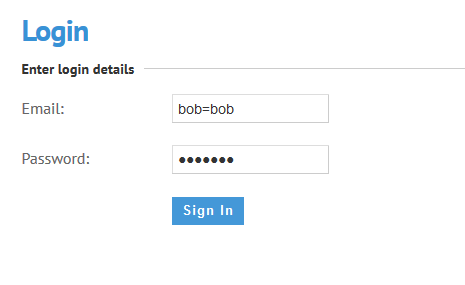 Login
Enter login details
Email: bob=bob
Password: •••••••
Sign In